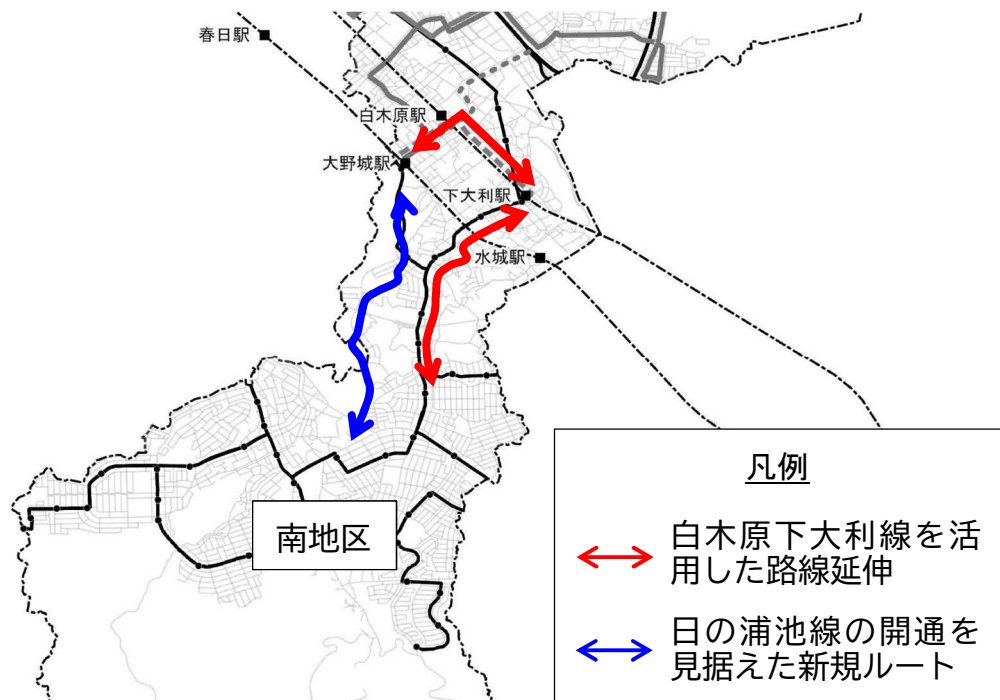 春日駅
白木原駅
大野城駅
下大利駅
水城駅
南地区
凡例
白木原下大利線を活
用した路線延伸
日の浦池線の開通を
見据えた新規ルート